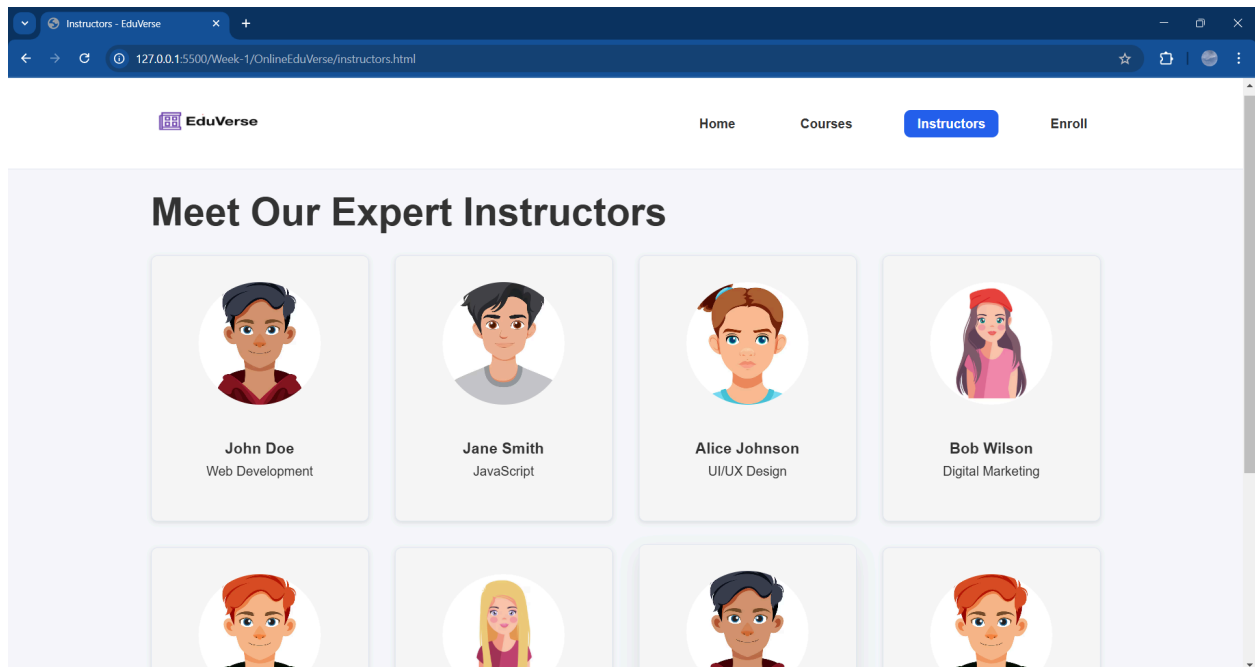 Instructors - EduVerse
127.0.0.1:5500/Week-1/OnlineEduVerse/instructors.html
EduVerse
Home Courses Instructors Enroll
Meet Our Expert Instructors
John Doe Jane Smith Alice Johnson Bob Wilson
Web Development JavaScript UI/UX Design Digital Marketing